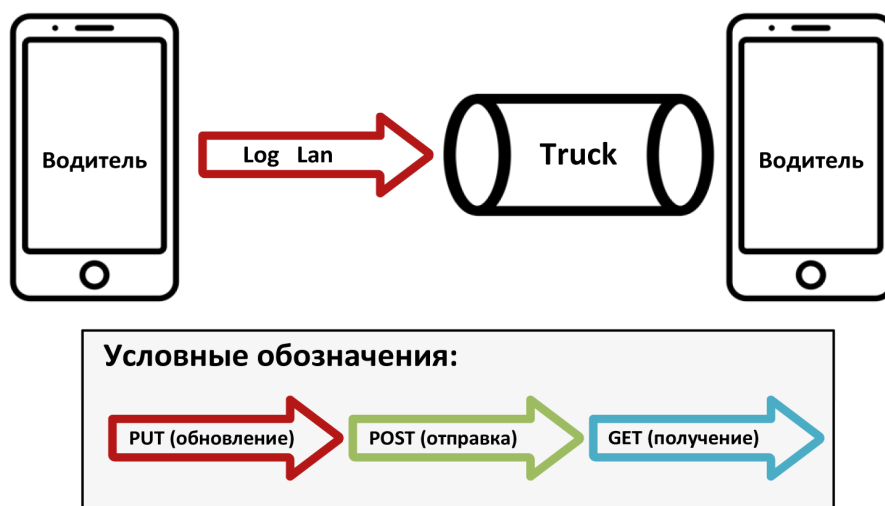 Водитель
Log Lan
Truck
Водитель
Условные обозначения:
PUT (обновление)
POST (отправка)
GET (получение)